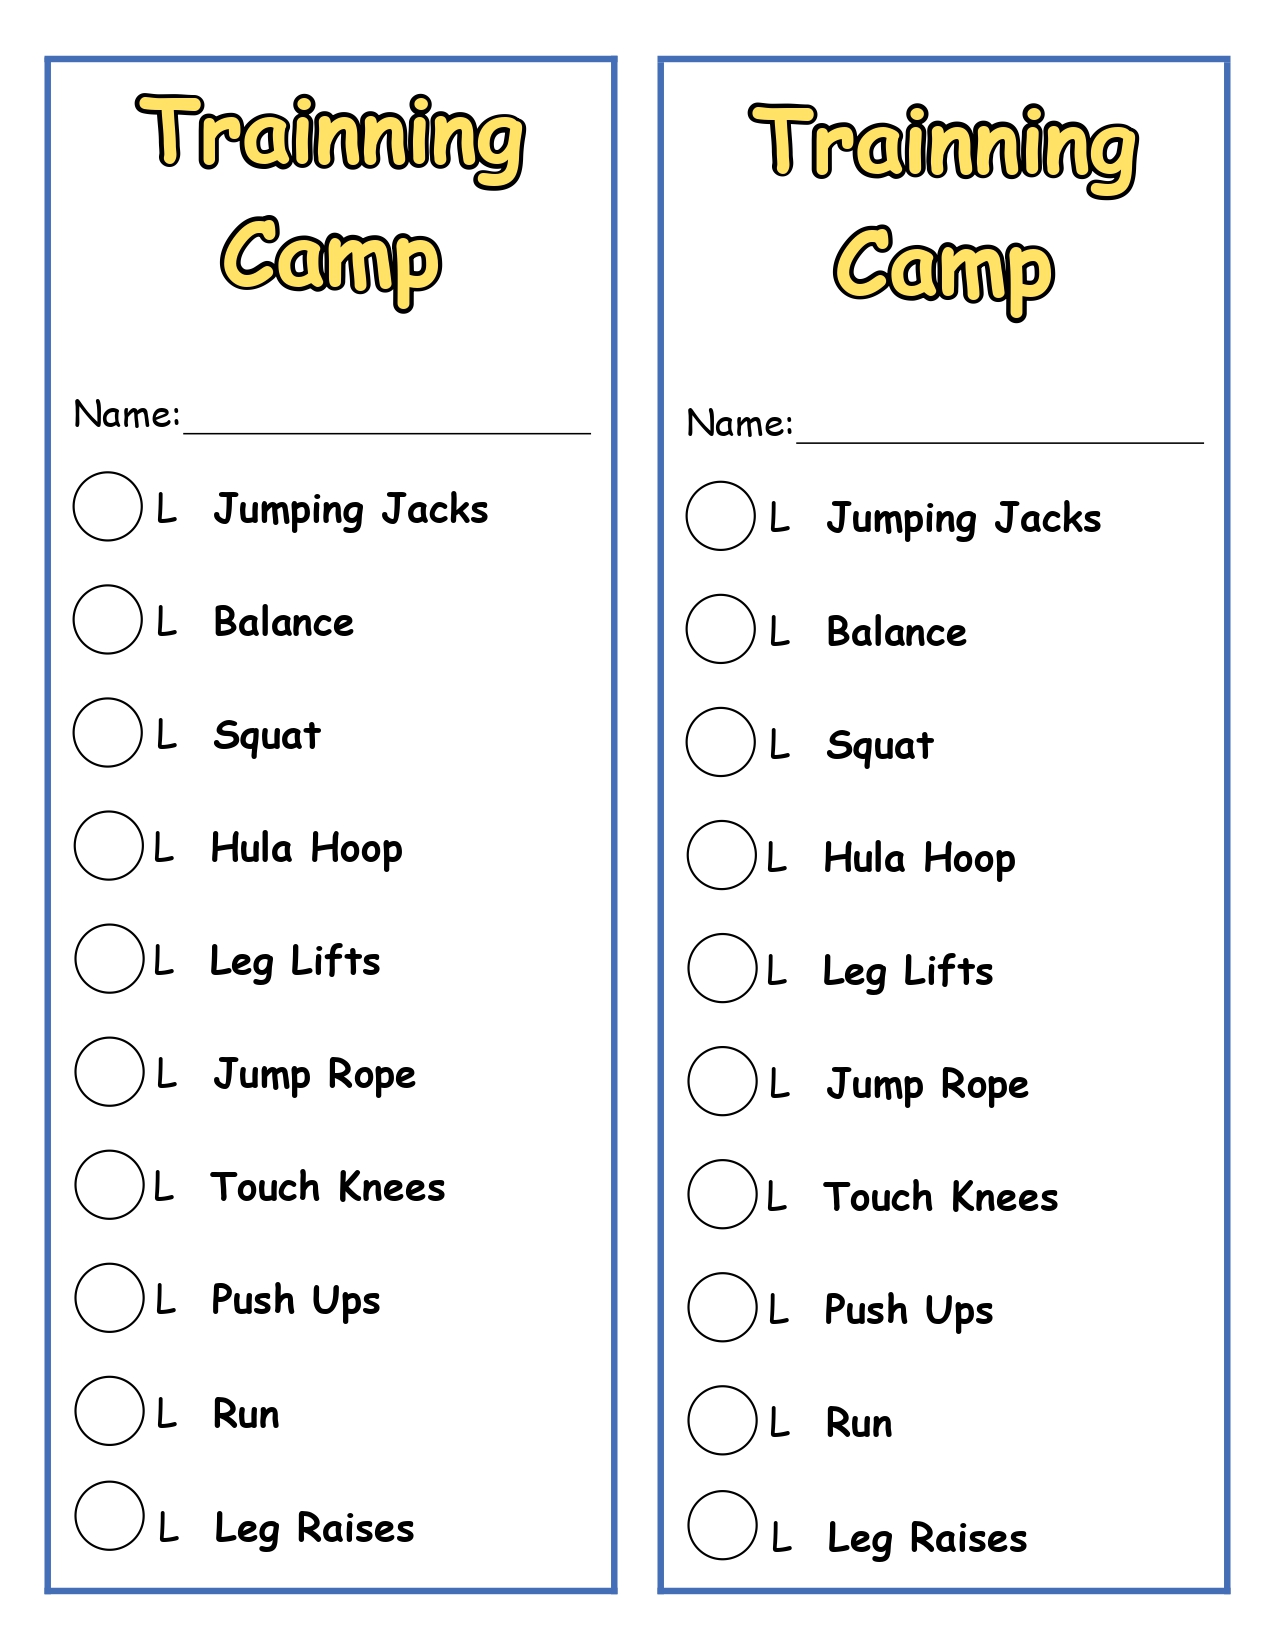 Trainning
Camp
Name:
L Jumping Jacks
L Balance
L Squat
L Hula Hoop
L Leg Lifts
L Jump Rope
L Touch Knees
L Push Ups
L Run
L Leg Raises
Trainning
Camp
Name:
L Jumping Jacks
L Balance
L Squat
L Hula Hoop
L Leg Lifts
L Jump Rope
L Touch Knees
L Push Ups
L Run
L Leg Raises